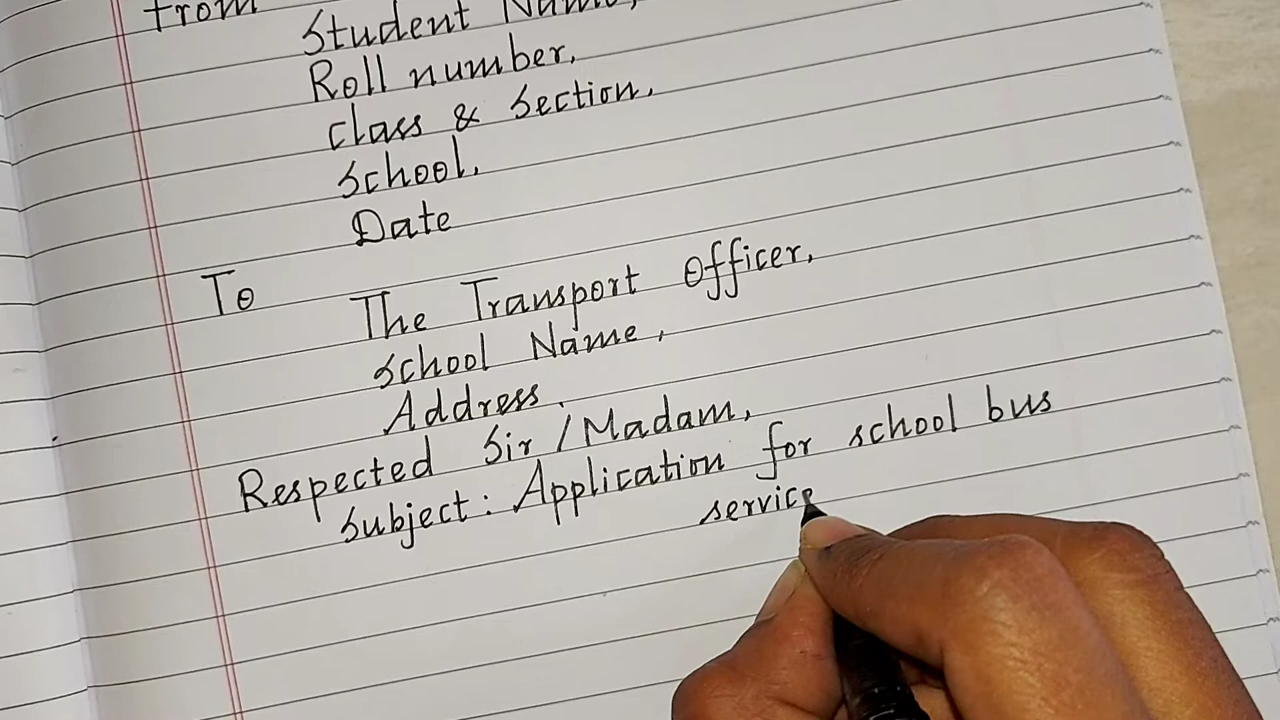 From
Student Name,
Roll number,
class & Section,
School,
Date
To
The Transport Officer,
School Name,
Address.
Respected Sir/Madam,
Subject: Application for school bus
service